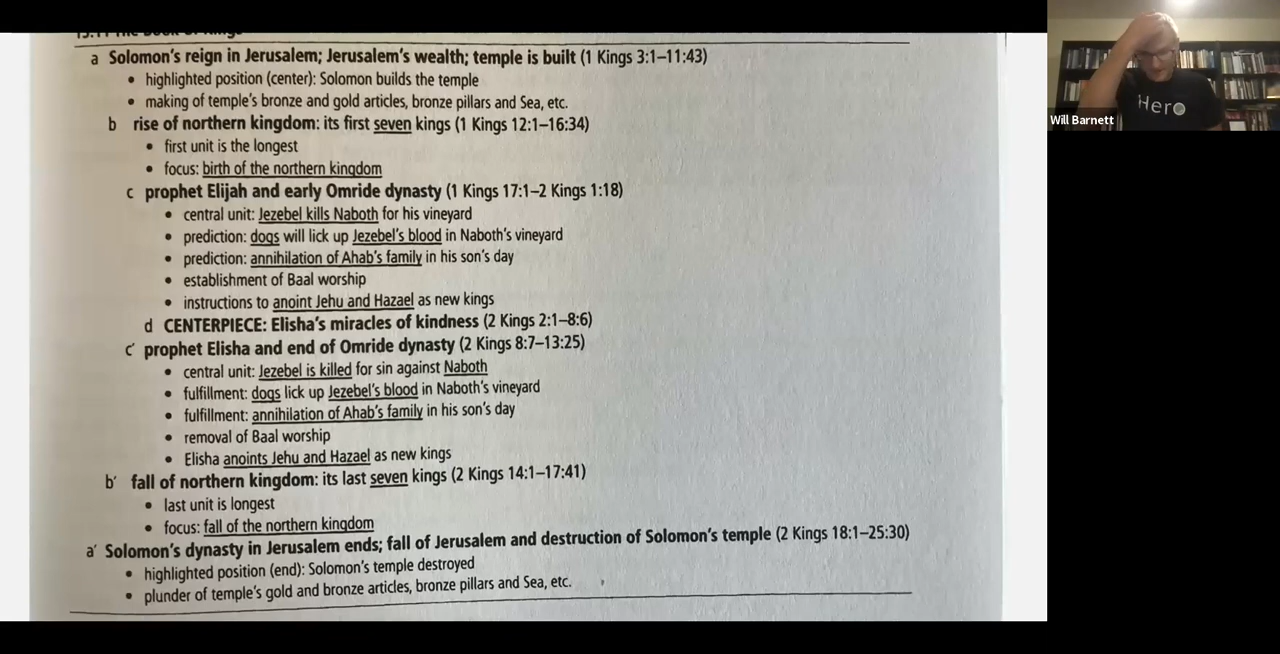 15.11 The Book of Kings
a Solomon's reign in Jerusalem; Jerusalem's wealth; temple is built (1 Kings 3:1–11:43)
• highlighted position (center): Solomon builds the temple
• making of temple's bronze and gold articles, bronze pillars and Sea, etc.
b rise of northern kingdom: its first seven kings (1 Kings 12:1–16:34)
• first unit is the longest
• focus: birth of the northern kingdom
c prophet Elijah and early Omride dynasty (1 Kings 17:1–2 Kings 1:18)
• central unit: Jezebel kills Naboth for his vineyard
• prediction: dogs will lick up Jezebel's blood in Naboth's vineyard
• prediction: annihilation of Ahab's family in his son's day
• establishment of Baal worship
• instructions to anoint Jehu and Hazael as new kings
d CENTERPIECE: Elisha's miracles of kindness (2 Kings 2:1–8:6)
c′ prophet Elisha and end of Omride dynasty (2 Kings 8:7–13:25)
• central unit: Jezebel is killed for sin against Naboth
• fulfillment: dogs lick up Jezebel's blood in Naboth's vineyard
• fulfillment: annihilation of Ahab's family in his son's day
• removal of Baal worship
• Elisha anoints Jehu and Hazael as new kings
b′ fall of northern kingdom: its last seven kings (2 Kings 14:1–17:41)
• last unit is longest
• focus: fall of the northern kingdom
a′ Solomon's dynasty in Jerusalem ends; fall of Jerusalem and destruction of Solomon's temple (2 Kings 18:1–25:30)
• highlighted position (end): Solomon's temple destroyed
• plunder of temple's gold and bronze articles, bronze pillars and Sea, etc.
Hero
Will Barnett